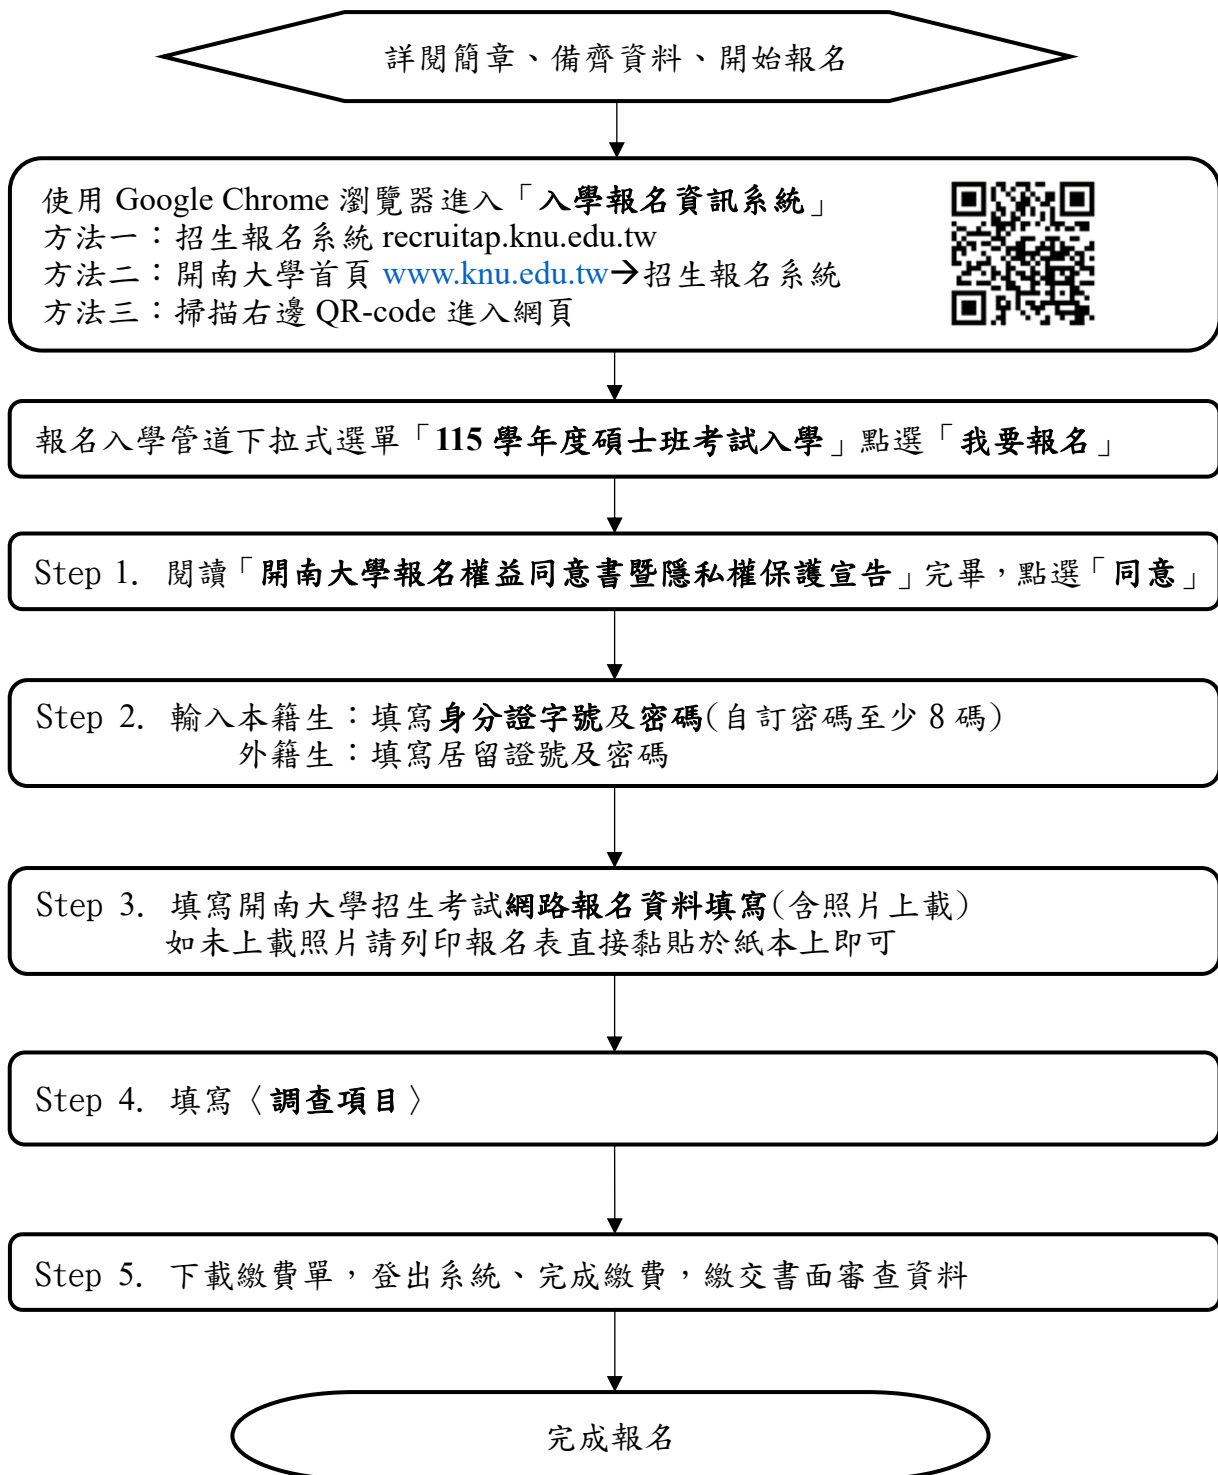 詳閱簡章、備齊資料、開始報名
使用 Google Chrome 瀏覽器進入「入學報名資訊系統」
方法一：招生報名系統 recruitap.knu.edu.tw
方法二：開南大學首頁 www.knu.edu.tw→招生報名系統
方法三：掃描右邊 QR-code 進入網頁
報名入學管道下拉式選單「115 學年度碩士班考試入學」點選「我要報名」
Step 1. 閱讀「開南大學報名權益同意書暨隱私權保護宣告」完畢，點選「同意」
Step 2. 輸入本籍生：填寫身分證字號及密碼(自訂密碼至少 8 碼)
外籍生：填寫居留證號及密碼
Step 3. 填寫開南大學招生考試網路報名資料填寫(含照片上載)
如未上載照片請列印報名表直接黏貼於紙本上即可
Step 4. 填寫〈調查項目〉
Step 5. 下載繳費單，登出系統、完成繳費，繳交書面審查資料
完成報名